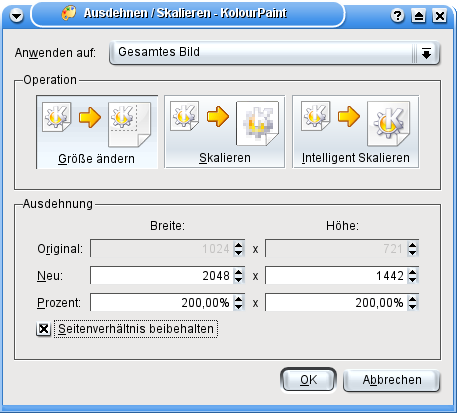 Ausdehnen / Skalieren - KolourPaint
Anwenden auf: Gesamtes Bild
Operation
Größe ändern Skalieren Intelligent Skalieren
Ausdehnung
Breite: Höhe:
Original: 1024 x 721
Neu: 2048 x 1442
Prozent: 200,00% x 200,00%
Seitenverhältnis beibehalten
OK Abbrechen